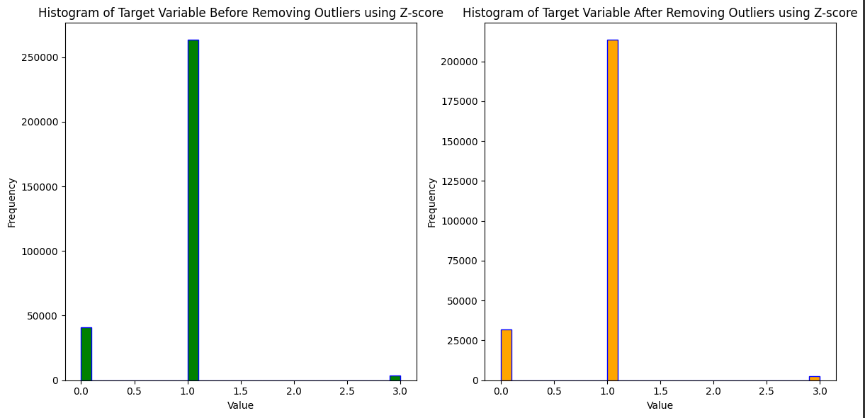 Histogram of Target Variable Before Removing Outliers using Z-score
Frequency
250000
200000
150000
100000
50000
0
0.0 0.5 1.0 1.5 2.0 2.5 3.0
Value
Histogram of Target Variable After Removing Outliers using Z-score
Frequency
200000
175000
150000
125000
100000
75000
50000
25000
0
0.0 0.5 1.0 1.5 2.0 2.5 3.0
Value